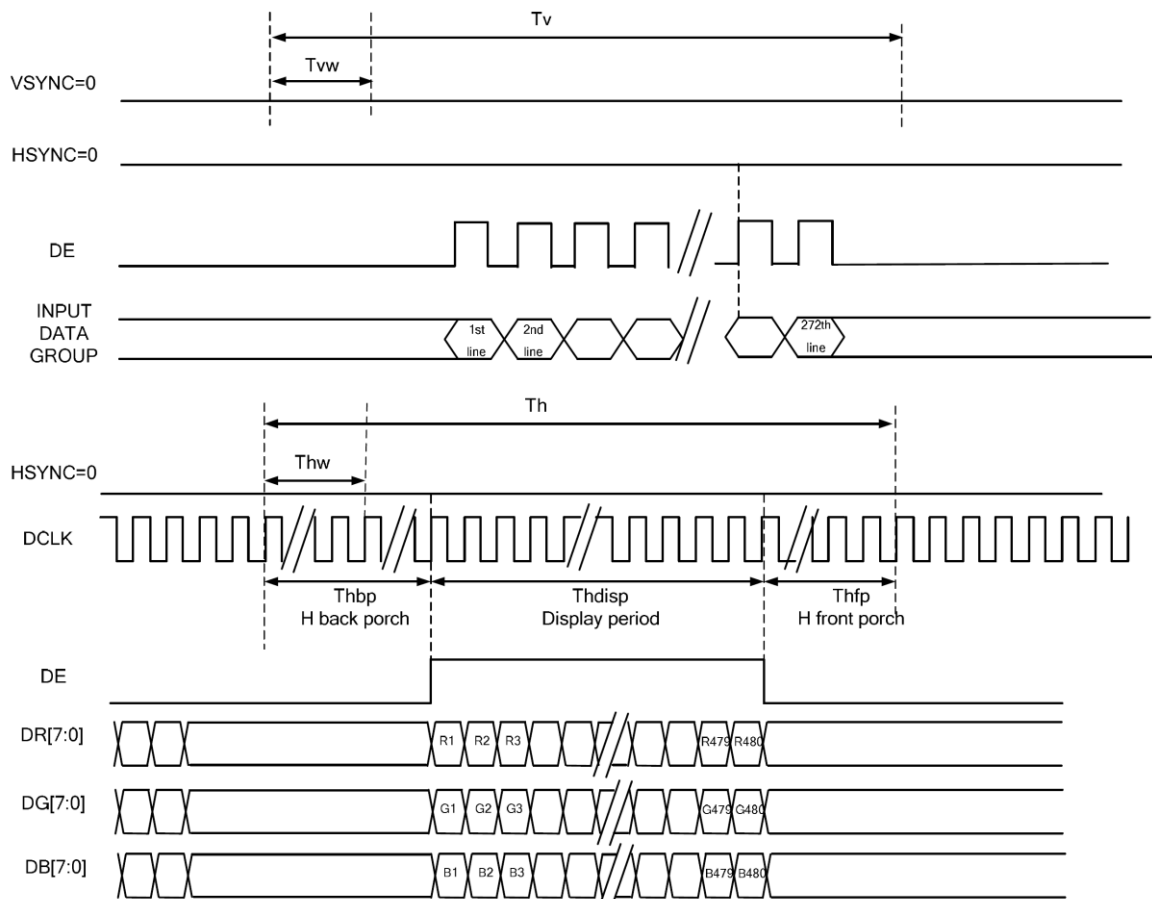 Tv
Tvw
VSYNC=0
HSYNC=0
DE
INPUT
DATA
GROUP
1st
line
2nd
line
272th
line
Th
Thw
HSYNC=0
DCLK
Thbp
H back porch
Thdisp
Display period
Thfp
H front porch
DE
DR[7:0]
R1 R2 R3 R479 R480
DG[7:0]
G1 G2 G3 G479 G480
DB[7:0]
B1 B2 B3 B479 B480